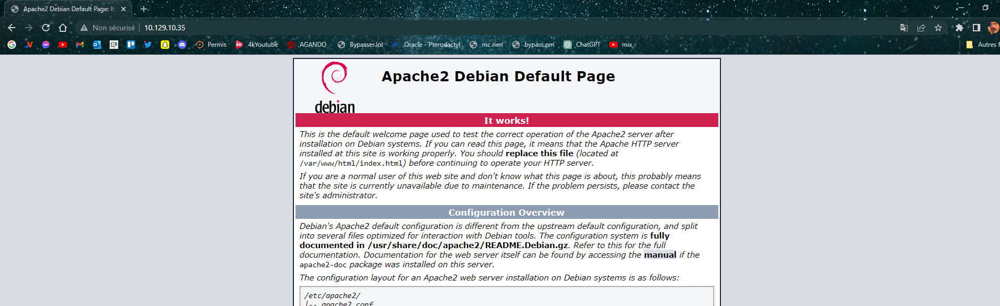 Apache2 Debian Default Page: It
Non sécurisé 10.129.10.35
Permis 4kYoutube AGANDO Bypasser.lol Oracle - Pterodactyl mc rien bypass.pm ChatGPT mix Autres f
debian
Apache2 Debian Default Page
It works!
This is the default welcome page used to test the correct operation of the Apache2 server after
installation on Debian systems. If you can read this page, it means that the Apache HTTP server
installed at this site is working properly. You should replace this file (located at
/var/www/html/index.html) before continuing to operate your HTTP server.
If you are a normal user of this web site and don't know what this page is about, this probably means
that the site is currently unavailable due to maintenance. If the problem persists, please contact the
site's administrator.
Configuration Overview
Debian's Apache2 default configuration is different from the upstream default configuration, and split
into several files optimized for interaction with Debian tools. The configuration system is fully
documented in /usr/share/doc/apache2/README.Debian.gz. Refer to this for the full
documentation. Documentation for the web server itself can be found by accessing the manual if the
apache2-doc package was installed on this server.
The configuration layout for an Apache2 web server installation on Debian systems is as follows:
/etc/apache2/
|-- apache2.conf